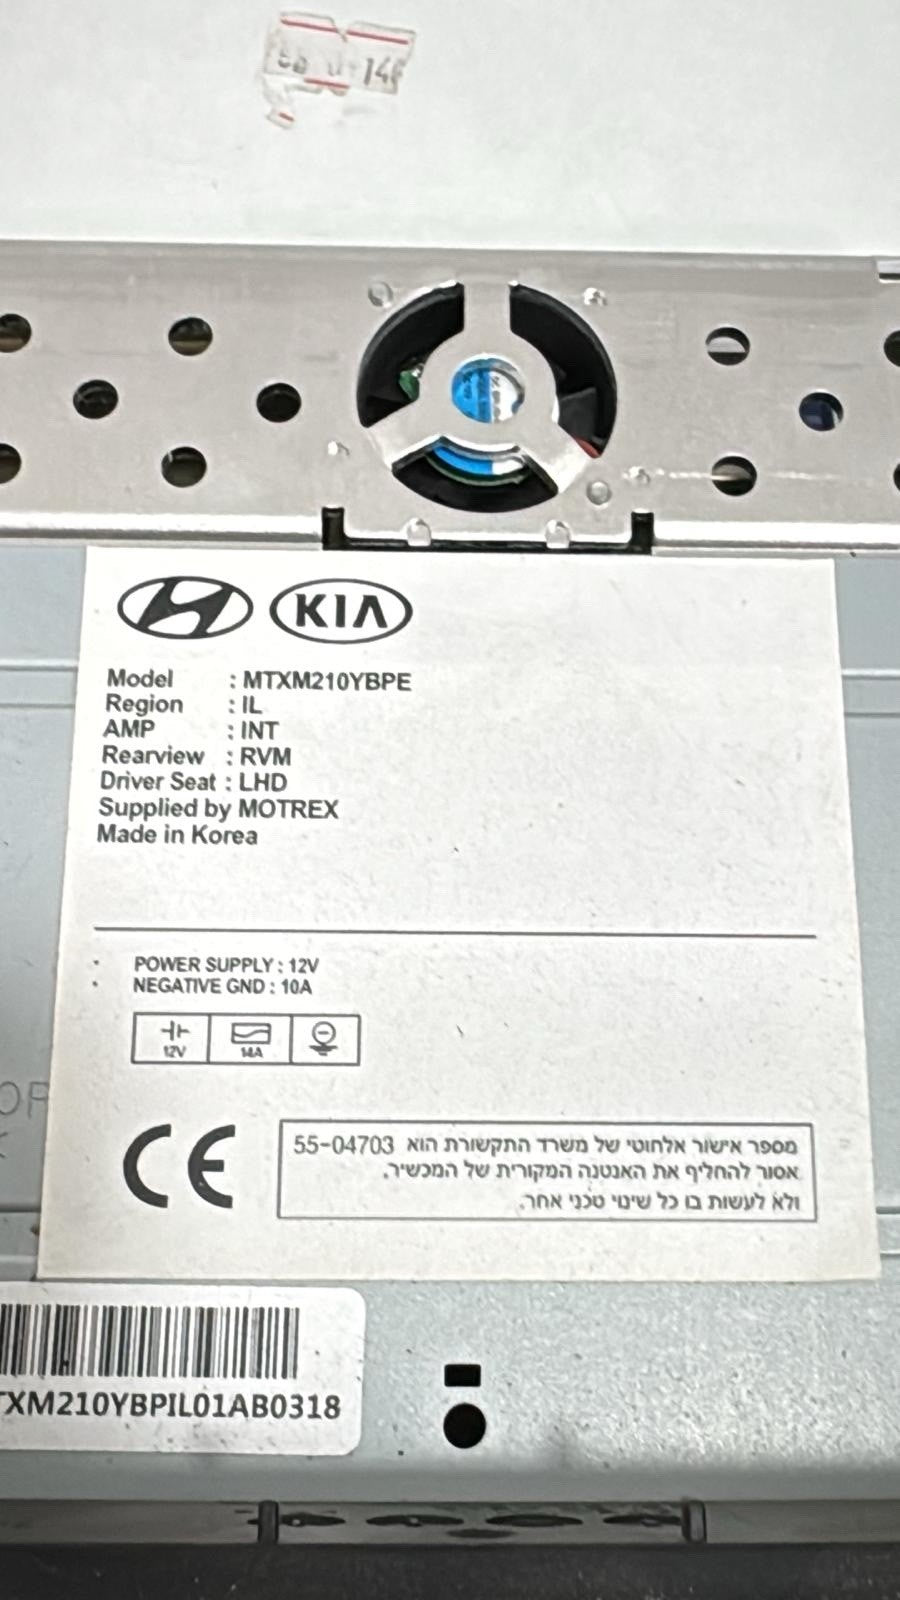 KIA
Model : MTXM210YBPE
Region : IL
AMP : INT
Rearview : RVM
Driver Seat : LHD
Supplied by MOTREX
Made in Korea
· POWER SUPPLY : 12V
· NEGATIVE GND : 10A
12V 14A
CE
מספר אישור אלחוטי של משרד התקשורת הוא 55-04703
אסור להחליף את האנטנה המקורית של המכשיר,
ולא לעשות בו כל שינוי טכני אחר.
TXM210YBPIL01AB0318